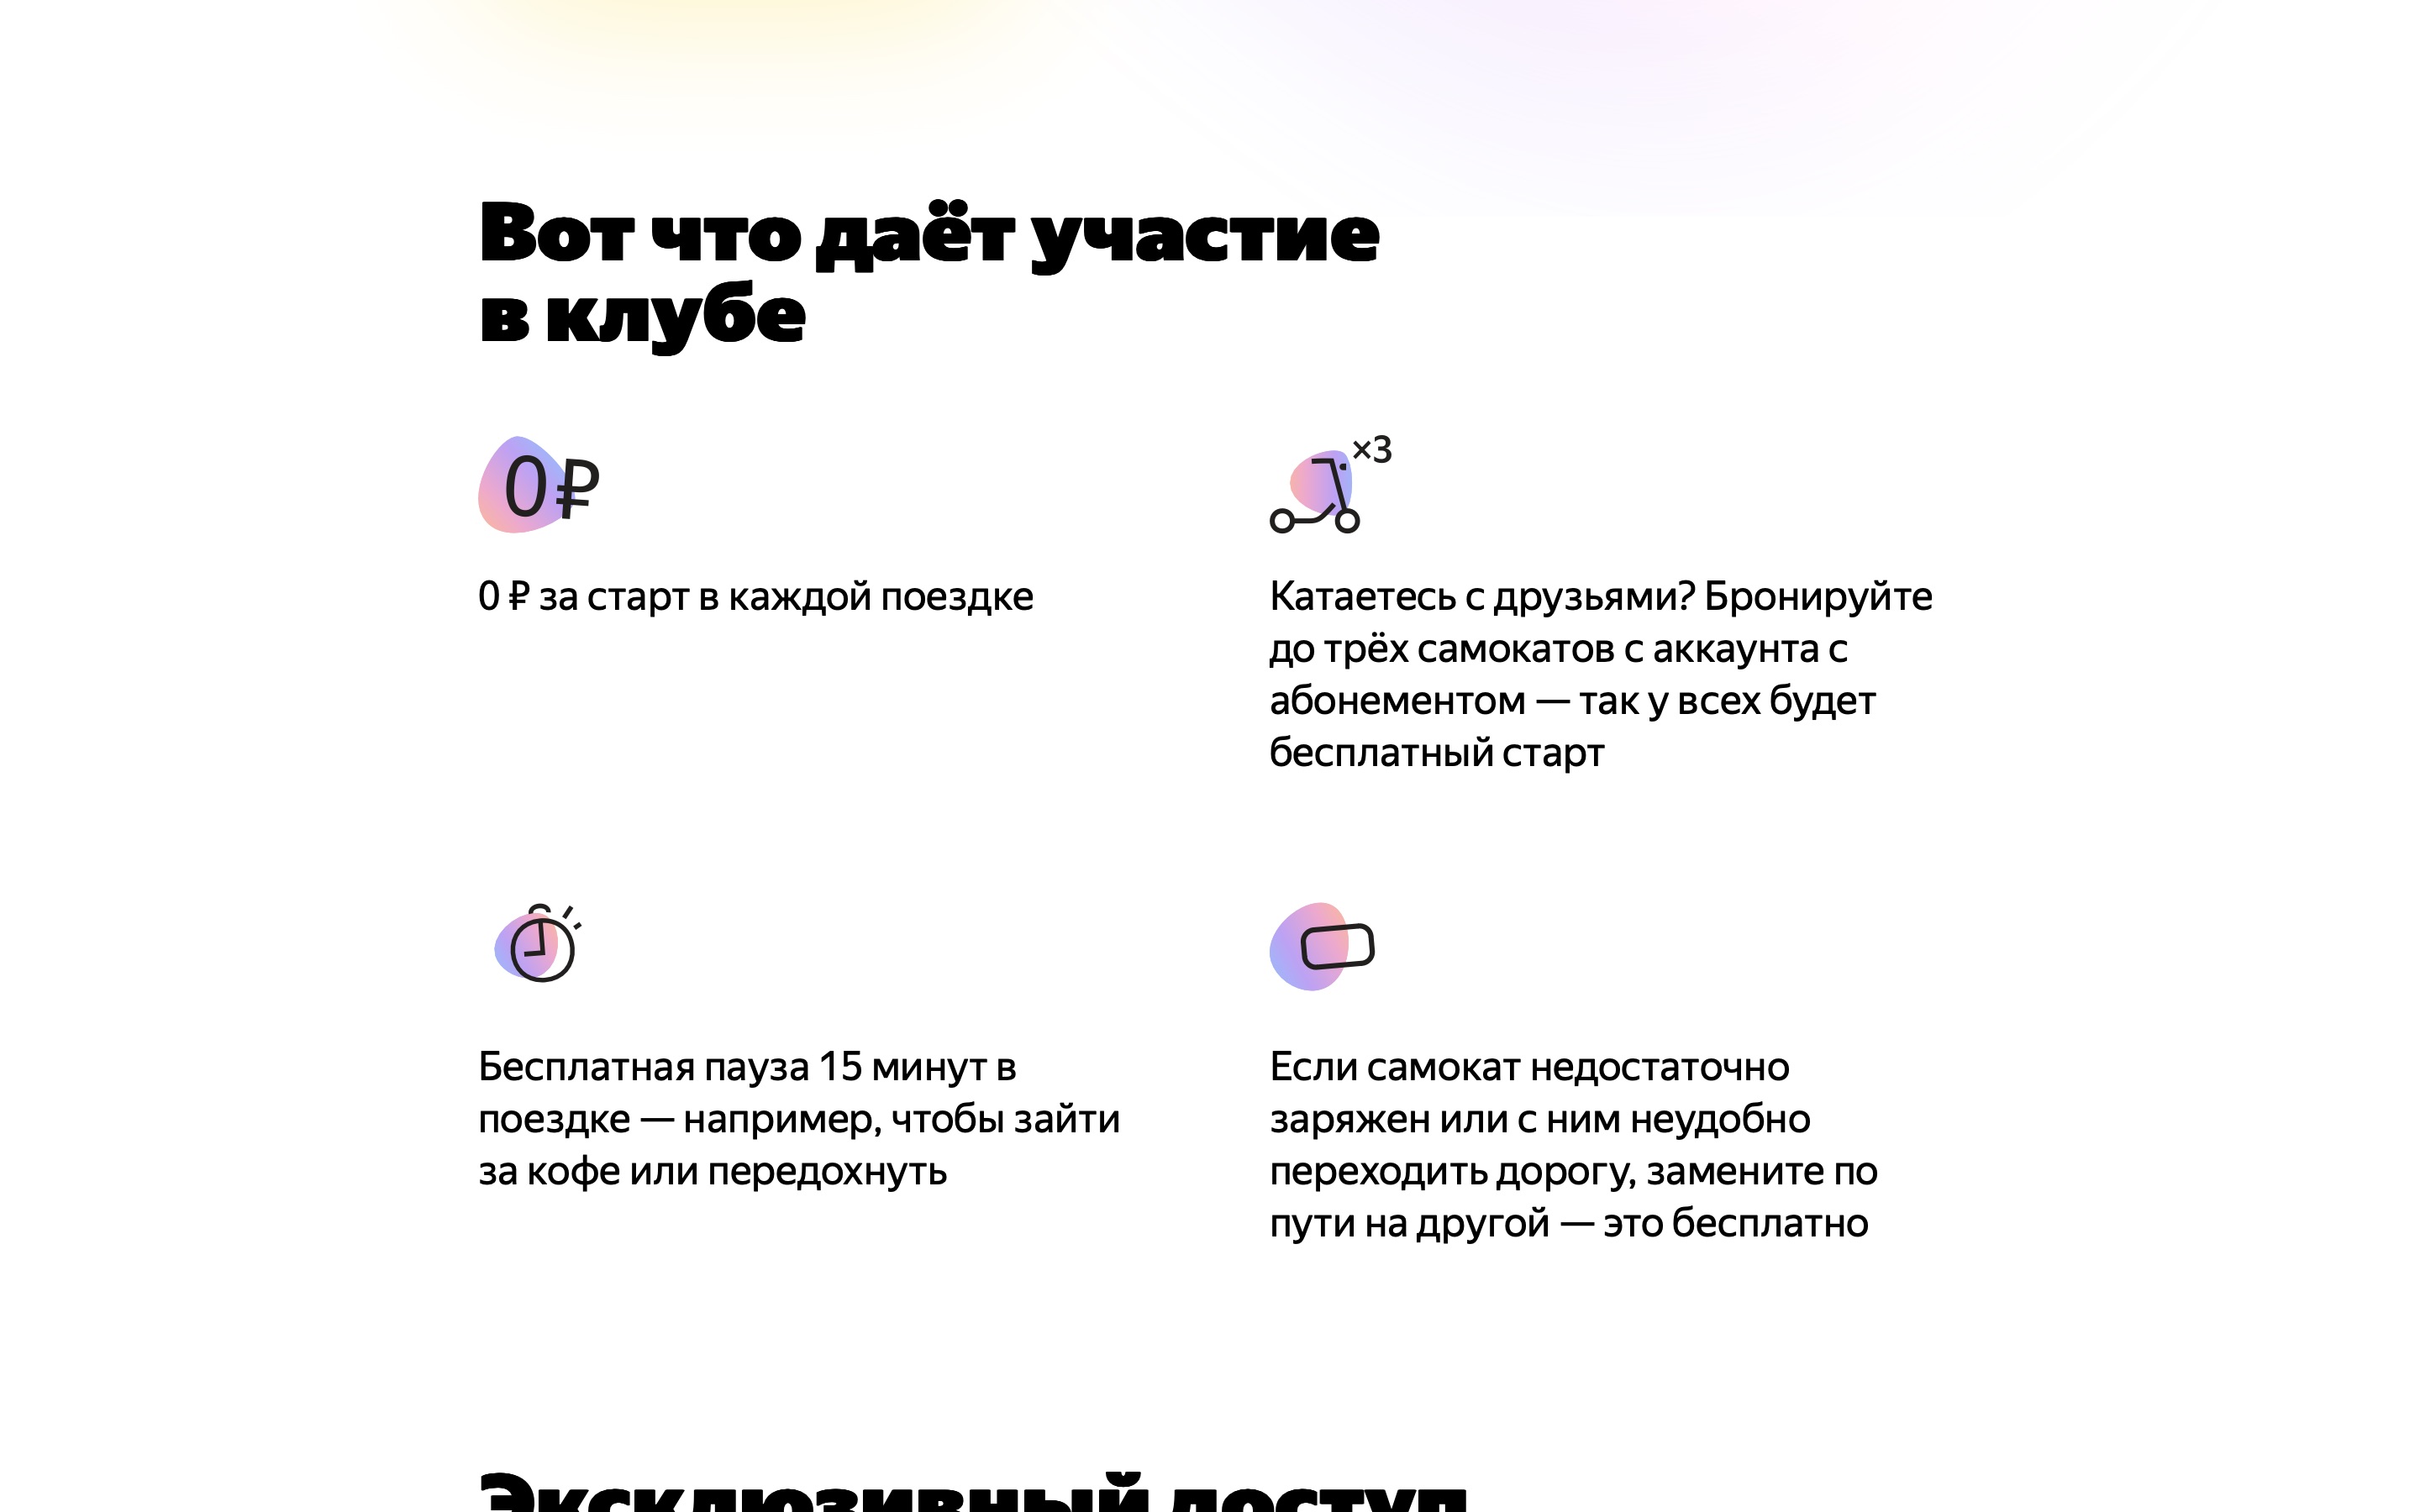 Вот что даёт участие
в клубе
0 ₽
×3
0 ₽ за старт в каждой поездке
Катаетесь с друзьями? Бронируйте
до трёх самокатов с аккаунта с
абонементом — так у всех будет
бесплатный старт
Бесплатная пауза 15 минут в
поездке — например, чтобы зайти
за кофе или передохнуть
Если самокат недостаточно
заряжен или с ним неудобно
переходить дорогу, замените по
пути на другой — это бесплатно
Эксклюзивный доступ